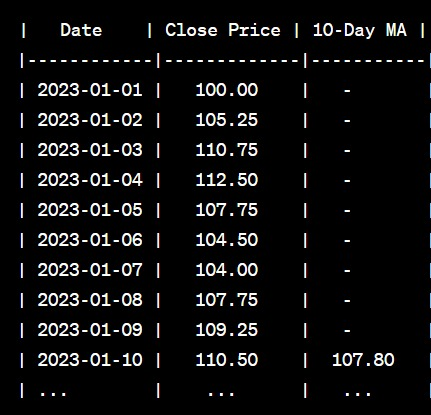 |   Date    | Close Price | 10-Day MA |
|------------|-------------|-----------|
| 2023-01-01 |   100.00    |   -
| 2023-01-02 |   105.25    |   -
| 2023-01-03 |   110.75    |   -
| 2023-01-04 |   112.50    |   -
| 2023-01-05 |   107.75    |   -
| 2023-01-06 |   104.50    |   -
| 2023-01-07 |   104.00    |   -
| 2023-01-08 |   107.75    |   -
| 2023-01-09 |   109.25    |   -
| 2023-01-10 |   110.50    |  107.80   |
| ...        |    ...      |   ...     |